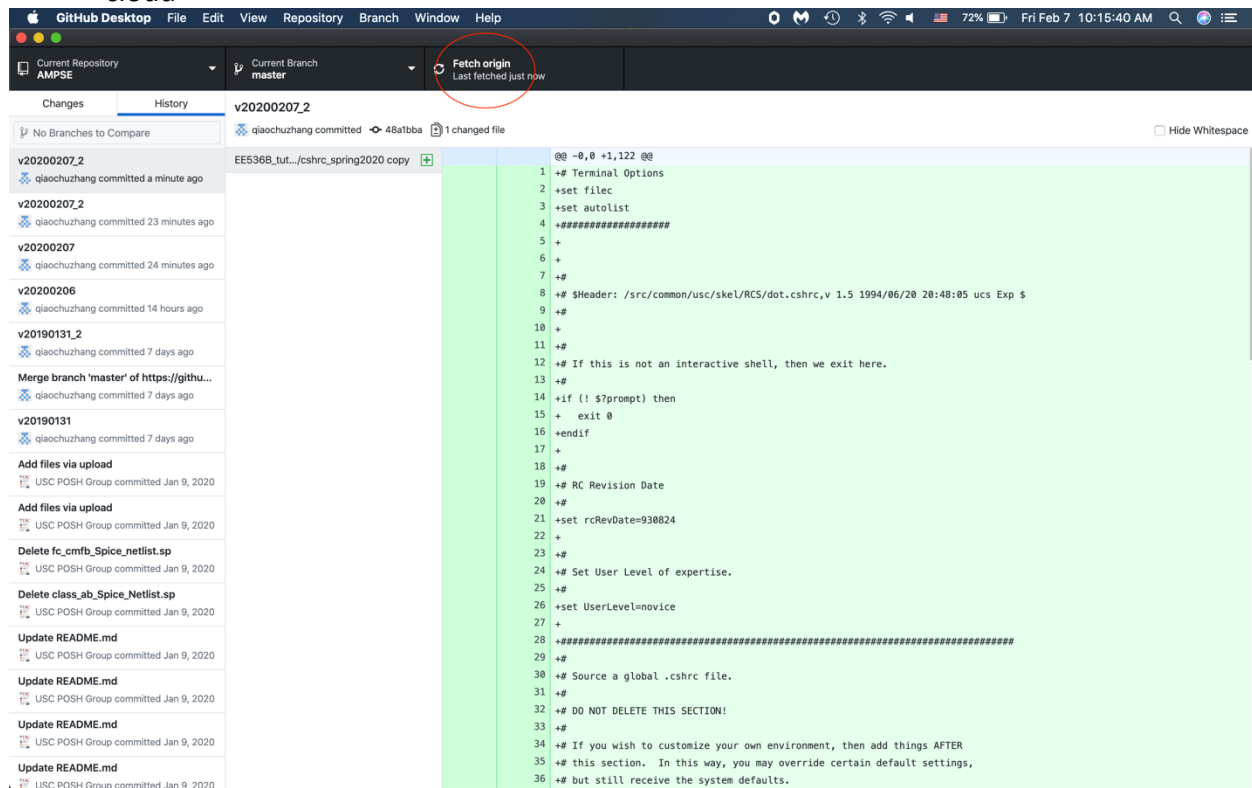 cloud
GitHub Desktop File Edit View Repository Branch Window Help 72% Fri Feb 7 10:15:40 AM
Current Repository
AMPSE
Current Branch
master
Fetch origin
Last fetched just now
Changes History
No Branches to Compare
v20200207_2
qiaochuzhang committed a minute ago
v20200207_2
qiaochuzhang committed 23 minutes ago
v20200207
qiaochuzhang committed 24 minutes ago
v20200206
qiaochuzhang committed 14 hours ago
v20190131_2
qiaochuzhang committed 7 days ago
Merge branch 'master' of https://githu...
qiaochuzhang committed 7 days ago
v20190131
qiaochuzhang committed 7 days ago
Add files via upload
USC POSH Group committed Jan 9, 2020
Add files via upload
USC POSH Group committed Jan 9, 2020
Delete fc_cmfb_Spice_netlist.sp
USC POSH Group committed Jan 9, 2020
Delete class_ab_Spice_Netlist.sp
USC POSH Group committed Jan 9, 2020
Update README.md
USC POSH Group committed Jan 9, 2020
Update README.md
USC POSH Group committed Jan 9, 2020
Update README.md
USC POSH Group committed Jan 9, 2020
Update README.md
USC POSH Group committed Jan 9, 2020
v20200207_2
qiaochuzhang committed 48a1bba 1 changed file
Hide Whitespace
EE536B_tut.../cshrc_spring2020 copy
@@ -0,0 +1,122 @@
1 +# Terminal Options
2 +set filec
3 +set autolist
4 +###################
5 +
6 +
7 +#
8 +# $Header: /src/common/usc/skel/RCS/dot.cshrc,v 1.5 1994/06/20 20:48:05 ucs Exp $
9 +#
10 +
11 +#
12 +# If this is not an interactive shell, then we exit here.
13 +#
14 +if (! $?prompt) then
15 + exit 0
16 +endif
17 +
18 +#
19 +# RC Revision Date
20 +#
21 +set rcRevDate=930824
22 +
23 +#
24 +# Set User Level of expertise.
25 +#
26 +set UserLevel=novice
27 +
28 +###############################################################################
29 +#
30 +# Source a global .cshrc file.
31 +#
32 +# DO NOT DELETE THIS SECTION!
33 +#
34 +# If you wish to customize your own environment, then add things AFTER
35 +# this section. In this way, you may override certain default settings,
36 +# but still receive the system defaults.